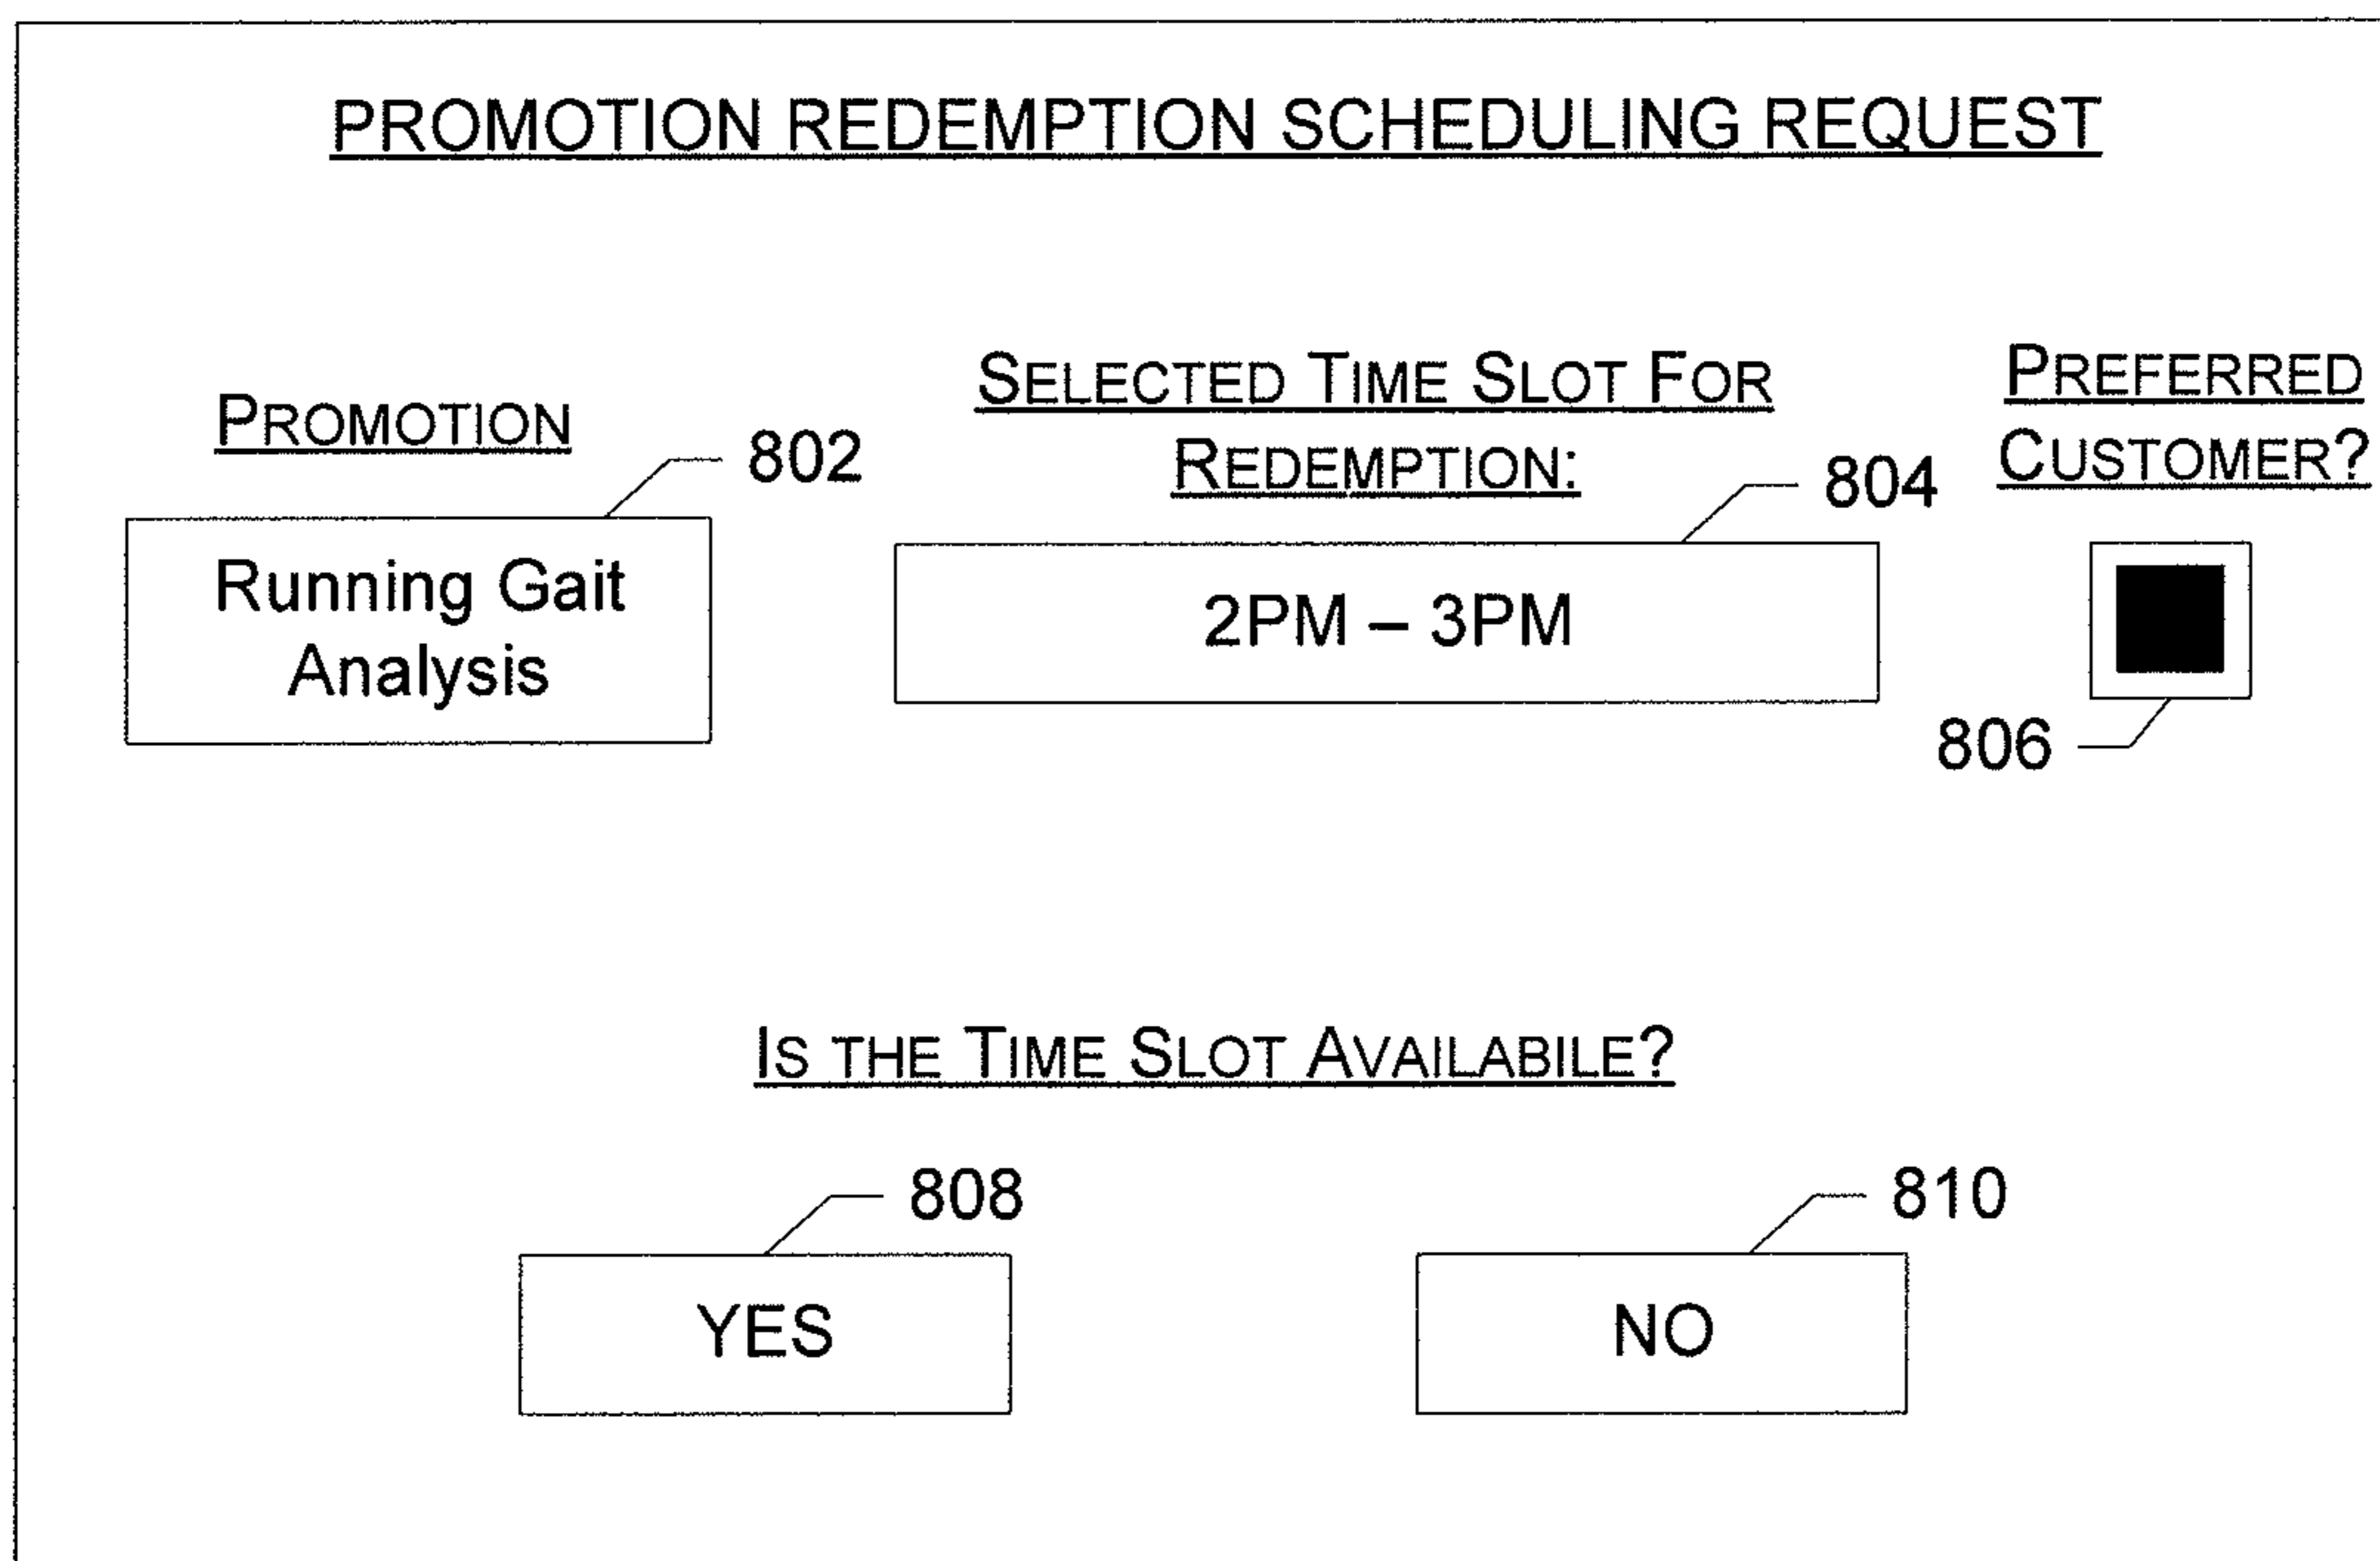 PROMOTION REDEMPTION SCHEDULING REQUEST
PROMOTION
802
Running Gait
Analysis
SELECTED TIME SLOT FOR
REDEMPTION:
804
2PM – 3PM
PREFERRED
CUSTOMER?
806
IS THE TIME SLOT AVAILABILE?
808
YES
810
NO